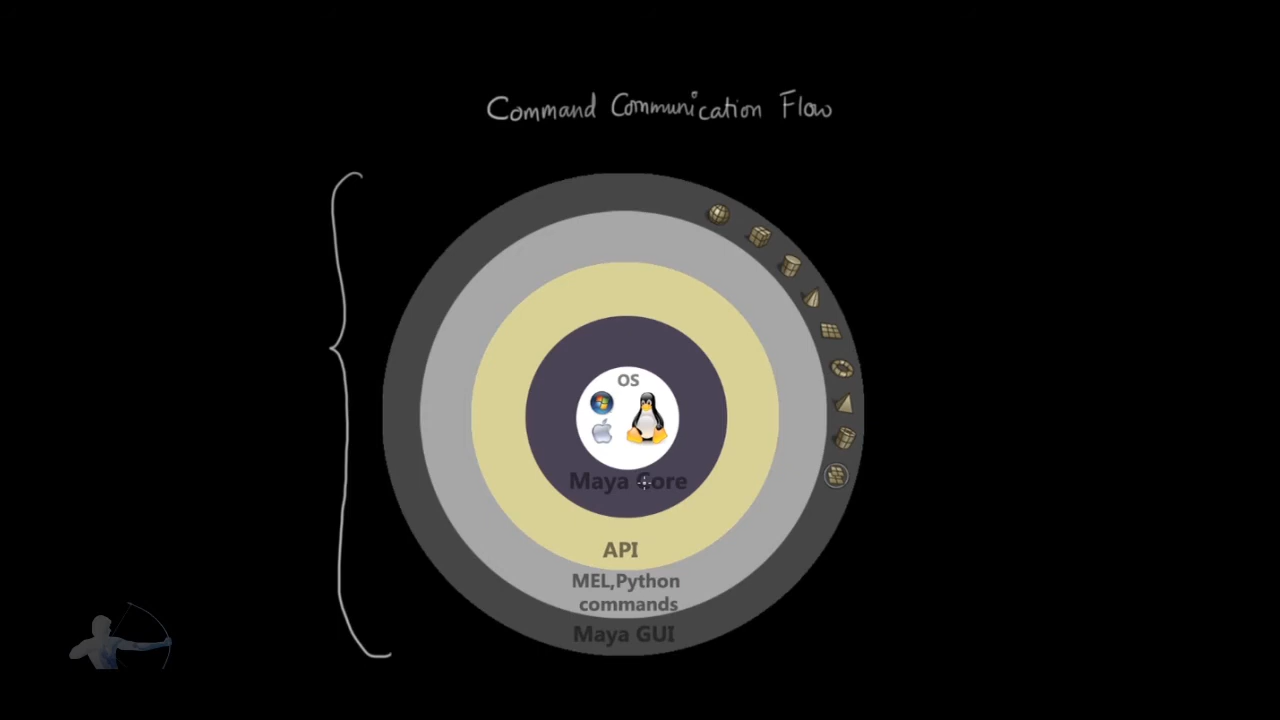 Command Communication Flow
OS
Maya Core
API
MEL,Python
commands
Maya GUI